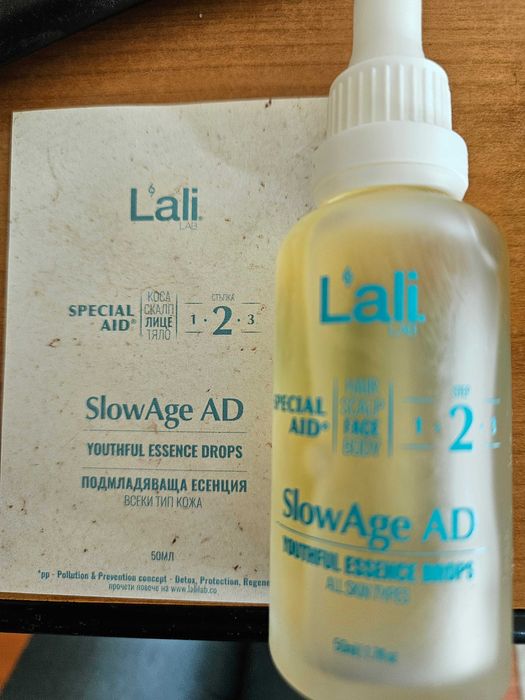 L'ali
LAB
SPECIAL AID®
КОСА
СКАЛП
ЛИЦЕ
ТЯЛО
СТЪПКА
1 · 2 · 3
SlowAge AD
YOUTHFUL ESSENCE DROPS
ПОДМЛАДЯВАЩА ЕСЕНЦИЯ
ВСЕКИ ТИП КОЖА
50МЛ
*pp - Pollution & Prevention concept - Detox, Protection,
прочети повече на www.lalilab.co
L'ali
LAB
SPECIAL AID®
HAIR
SCALP
FACE
BODY
STEP
1 · 2 · 3
SlowAge AD
YOUTHFUL ESSENCE DROPS
ALL SKIN TYPES